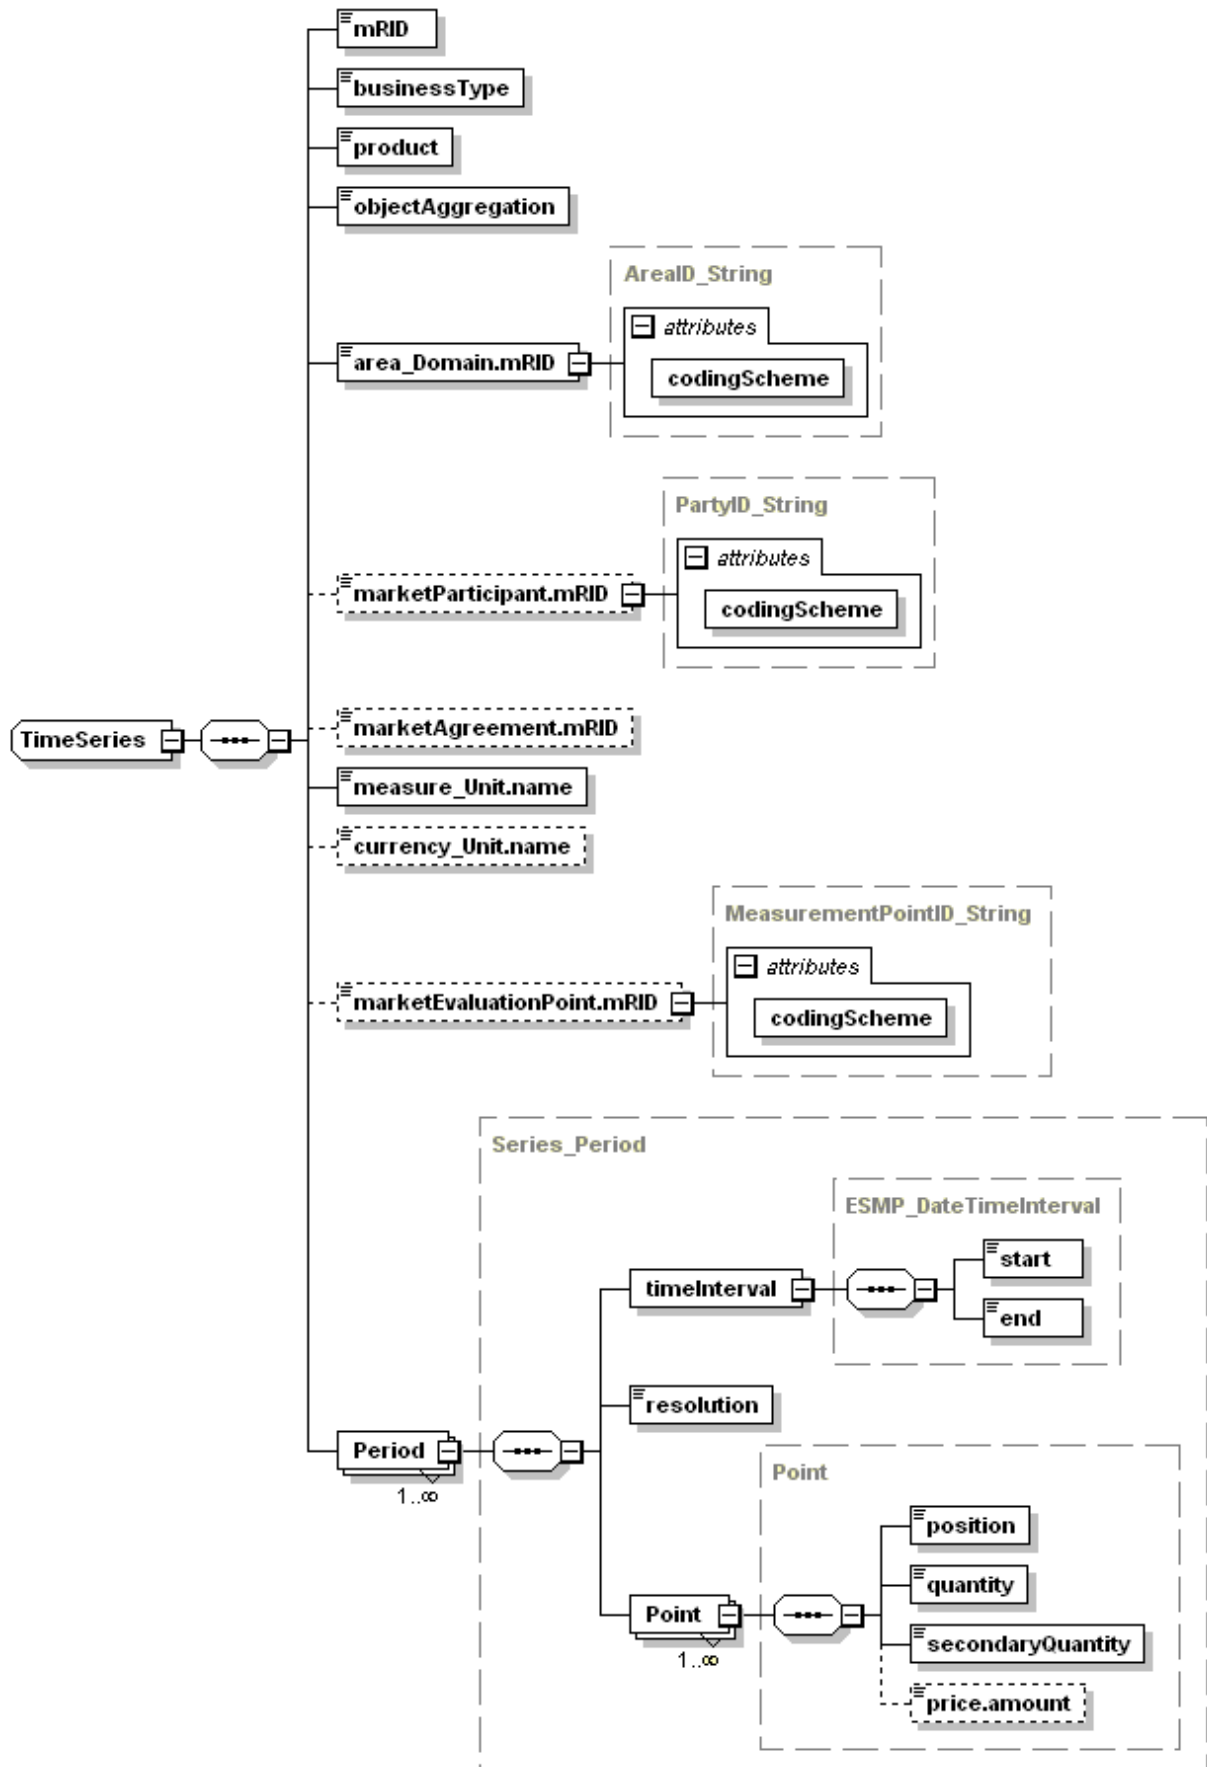 mRID
businessType
product
objectAggregation
AreaID_String
attributes
area_Domain.mRID
codingScheme
PartyID_String
attributes
marketParticipant.mRID
codingScheme
marketAgreement.mRID
TimeSeries
measure_Unit.name
currency_Unit.name
MeasurementPointID_String
attributes
marketEvaluationPoint.mRID
codingScheme
Series_Period
ESMP_DateTimeInterval
start
timeInterval
end
resolution
Period
1..∞
Point
position
quantity
Point
secondaryQuantity
1..∞
price.amount